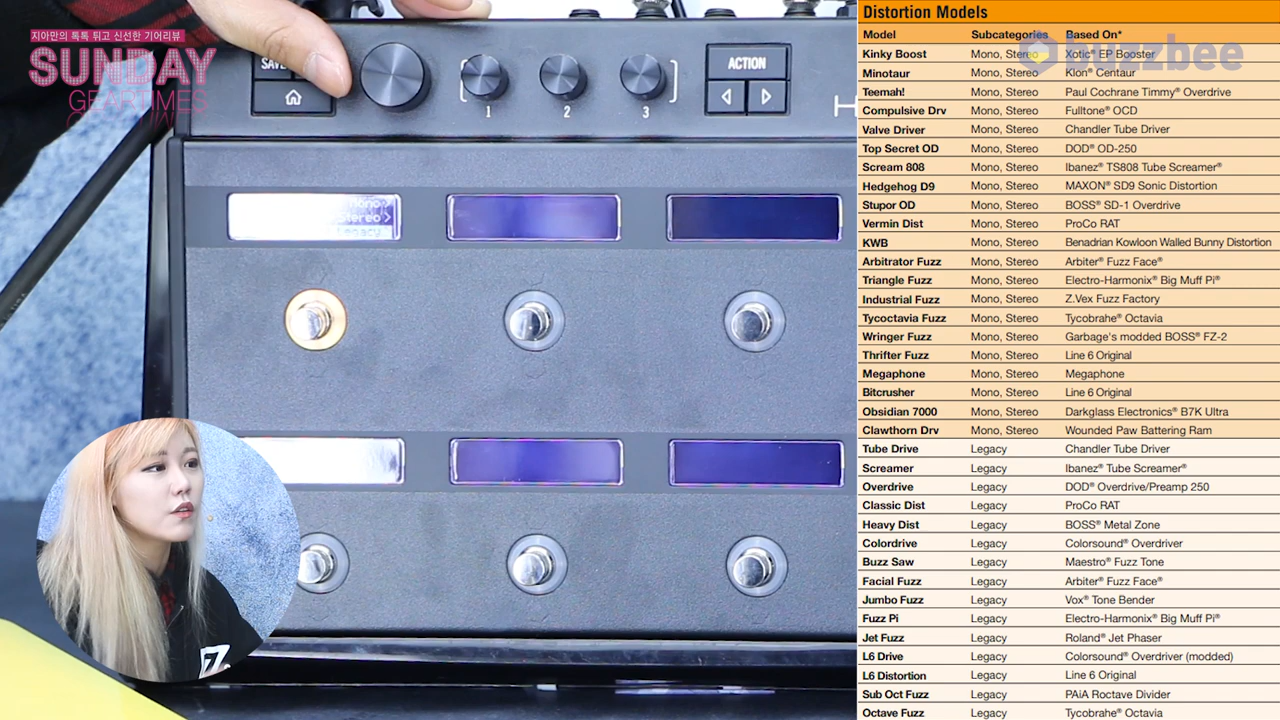 지아만의 톡톡 튀고 신선한 기어리뷰
SUNDAY
GEARTIMES
buzzbee
SAVE
ACTION
1 2 3
H
mono >
Stereo >
Legacy
Distortion Models
Model Subcategories Based On*
Kinky Boost Mono, Stereo Xotic® EP Booster
Minotaur Mono, Stereo Klon® Centaur
Teemah! Mono, Stereo Paul Cochrane Timmy® Overdrive
Compulsive Drv Mono, Stereo Fulltone® OCD
Valve Driver Mono, Stereo Chandler Tube Driver
Top Secret OD Mono, Stereo DOD® OD-250
Scream 808 Mono, Stereo Ibanez® TS808 Tube Screamer®
Hedgehog D9 Mono, Stereo MAXON® SD9 Sonic Distortion
Stupor OD Mono, Stereo BOSS® SD-1 Overdrive
Vermin Dist Mono, Stereo ProCo RAT
KWB Mono, Stereo Benadrian Kowloon Walled Bunny Distortion
Arbitrator Fuzz Mono, Stereo Arbiter® Fuzz Face®
Triangle Fuzz Mono, Stereo Electro-Harmonix® Big Muff Pi®
Industrial Fuzz Mono, Stereo Z.Vex Fuzz Factory
Tycoctavia Fuzz Mono, Stereo Tycobrahe® Octavia
Wringer Fuzz Mono, Stereo Garbage's modded BOSS® FZ-2
Thrifter Fuzz Mono, Stereo Line 6 Original
Megaphone Mono, Stereo Megaphone
Bitcrusher Mono, Stereo Line 6 Original
Obsidian 7000 Mono, Stereo Darkglass Electronics® B7K Ultra
Clawthorn Drv Mono, Stereo Wounded Paw Battering Ram
Tube Drive Legacy Chandler Tube Driver
Screamer Legacy Ibanez® Tube Screamer®
Overdrive Legacy DOD® Overdrive/Preamp 250
Classic Dist Legacy ProCo RAT
Heavy Dist Legacy BOSS® Metal Zone
Colordrive Legacy Colorsound® Overdriver
Buzz Saw Legacy Maestro® Fuzz Tone
Facial Fuzz Legacy Arbiter® Fuzz Face®
Jumbo Fuzz Legacy Vox® Tone Bender
Fuzz Pi Legacy Electro-Harmonix® Big Muff Pi®
Jet Fuzz Legacy Roland® Jet Phaser
L6 Drive Legacy Colorsound® Overdriver (modded)
L6 Distortion Legacy Line 6 Original
Sub Oct Fuzz Legacy PAiA Roctave Divider
Octave Fuzz Legacy Tycobrahe® Octavia